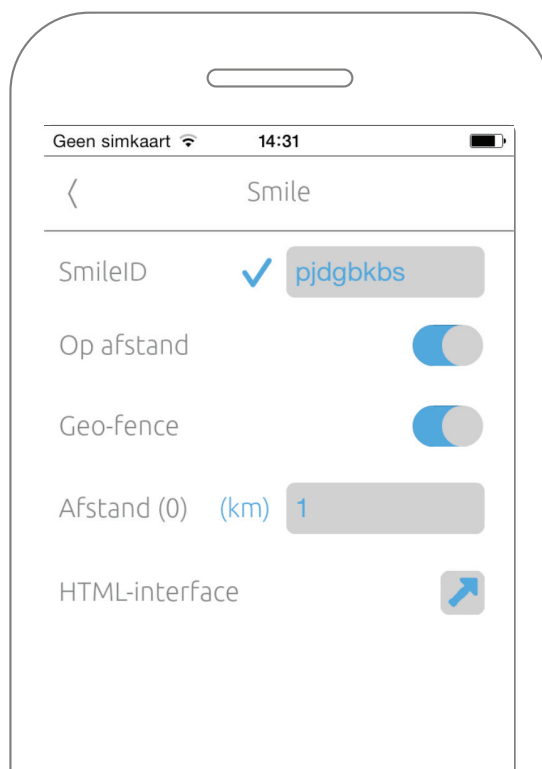 Geen simkaart 14:31
Smile
SmileID pjdgbkbs
Op afstand
Geo-fence
Afstand (0) (km) 1
HTML-interface